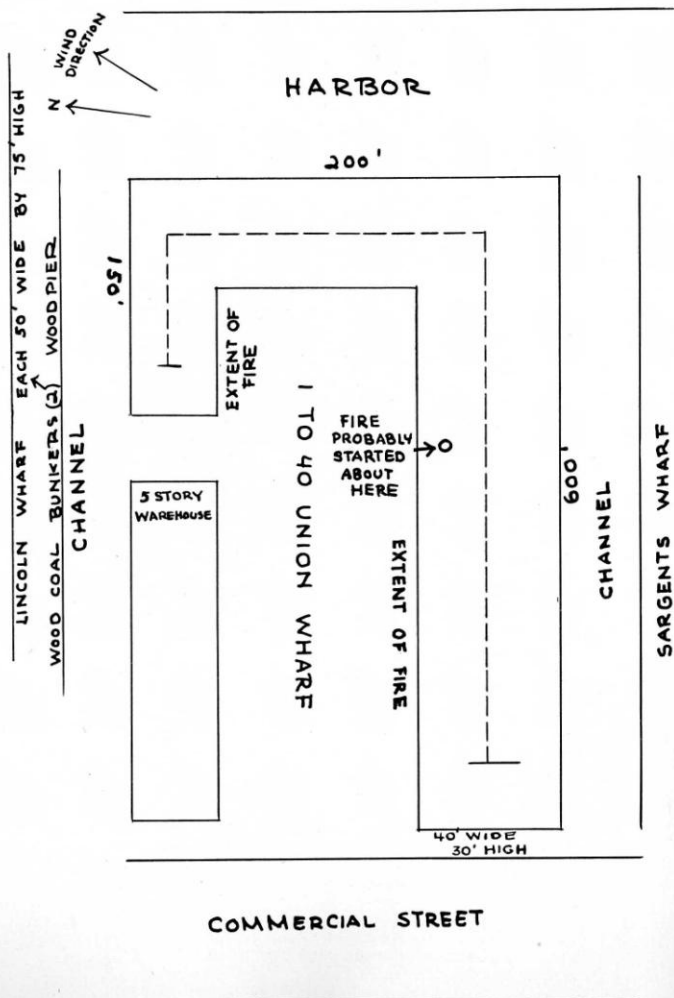 WIND
DIRECTION
N
HARBOR
200'
150'
LINCOLN WHARF EACH 50' WIDE BY 75' HIGH
WOOD COAL BUNKERS (2) WOOD PIER
CHANNEL
EXTENT OF
FIRE
1 TO 40 UNION WHARF
FIRE
PROBABLY
STARTED
ABOUT
HERE
600'
CHANNEL
SARGENTS WHARF
5 STORY
WAREHOUSE
EXTENT OF FIRE
40' WIDE
30' HIGH
COMMERCIAL STREET